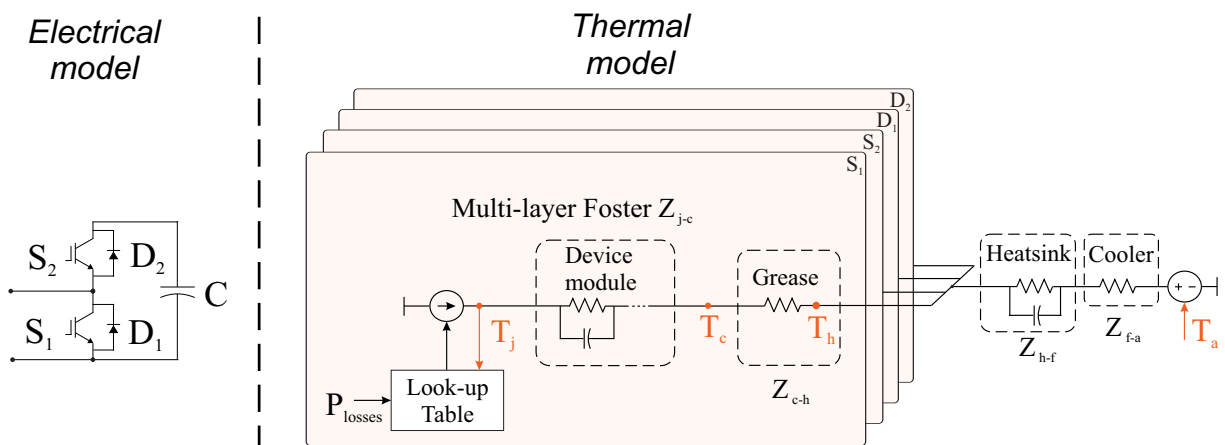 Electrical
model
Thermal
model
D2
D1
S2
S1
Multi-layer Foster Zj-c
Device
module
Grease
Heatsink
Cooler
S2
D2
C
S1
D1
Tj
Tc
Th
Ta
Zh-f
Zf-a
Zc-h
Plosses
Look-up
Table